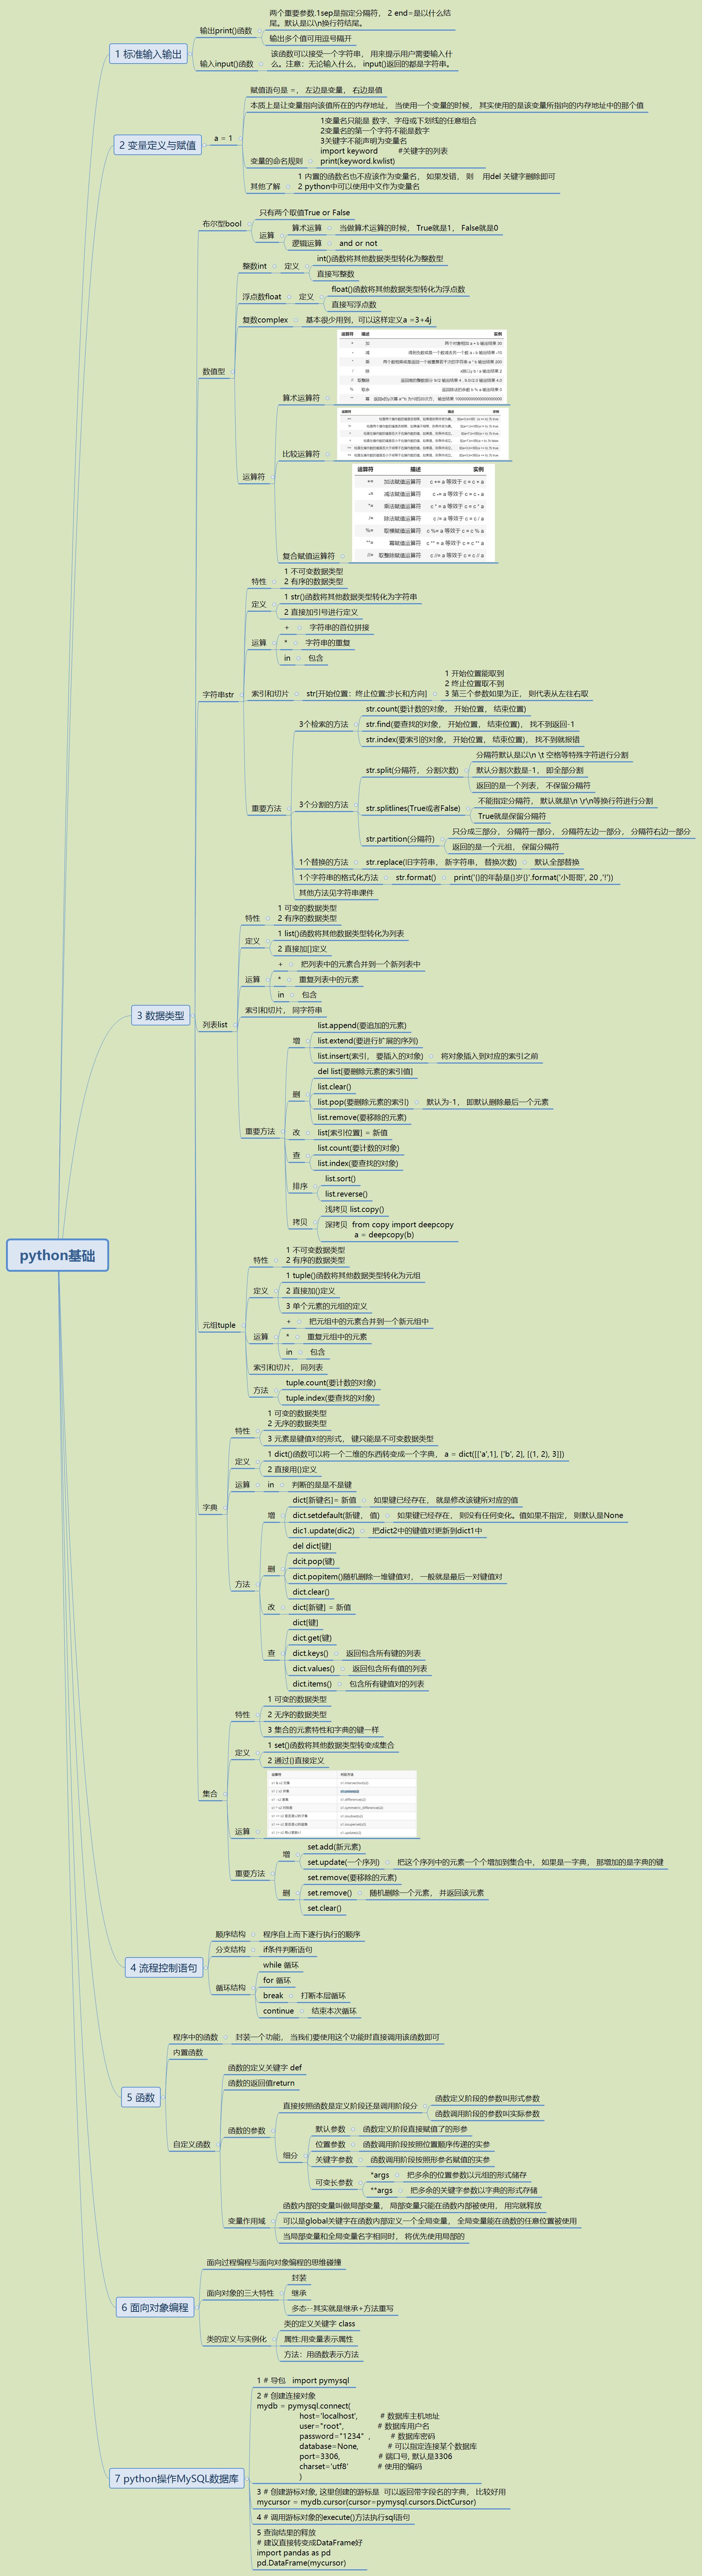 python基础
1 标准输入输出
输出print()函数
两个重要参数.1sep是指定分隔符， 2 end=是以什么结
尾。默认是以\n换行符结尾。
输出多个值可用逗号隔开
输入input()函数
该函数可以接受一个字符串， 用来提示用户需要输入什
么。注意：无论输入什么， input()返回的都是字符串。
2 变量定义与赋值
a = 1
赋值语句是 =， 左边是变量， 右边是值
本质上是让变量指向该值所在的内存地址， 当使用一个变量的时候， 其实使用的是该变量所指向的内存地址中的那个值
变量的命名规则
1变量名只能是 数字、字母或下划线的任意组合
2变量名的第一个字符不能是数字
3关键字不能声明为变量名
import keyword #关键字的列表
print(keyword.kwlist)
其他了解
1 内置的函数名也不应该作为变量名， 如果发错， 则 用del 关键字删除即可
2 python中可以使用中文作为变量名
3 数据类型
数值型
布尔型bool
只有两个取值True or False
运算
算术运算
当做算术运算的时候， True就是1， False就是0
逻辑运算
and or not
整数int
定义
int()函数将其他数据类型转化为整数型
直接写整数
浮点数float
定义
float()函数将其他数据类型转化为浮点数
直接写浮点数
复数complex
基本很少用到，可以这样定义a =3+4j
运算符
算术运算符
运算符 描述 实例
比较运算符
运算符 描述 实例
复合赋值运算符
运算符 描述 实例
+= 加法赋值运算符 c += a 等效于 c = c + a
-= 减法赋值运算符 c -= a 等效于 c = c - a
*= 乘法赋值运算符 c *= a 等效于 c = c * a
/= 除法赋值运算符 c /= a 等效于 c = c / a
%= 取模赋值运算符 c %= a 等效于 c = c % a
**= 幂赋值运算符 c **= a 等效于 c = c ** a
//= 取整除赋值运算符 c //= a 等效于 c = c // a
字符串str
特性
1 不可变数据类型
2 有序的数据类型
定义
1 str()函数将其他数据类型转化为字符串
2 直接加引号进行定义
运算
+ 字符串的首位拼接
* 字符串的重复
in 包含
索引和切片
str[开始位置：终止位置:步长和方向]
1 开始位置能取到
2 终止位置取不到
3 第三个参数如果为正， 则代表从左往右取
重要方法
3个检索的方法
str.count(要计数的对象， 开始位置， 结束位置)
str.find(要查找的对象， 开始位置， 结束位置)， 找不到返回-1
str.index(要索引的对象， 开始位置， 结束位置)， 找不到就报错
3个分割的方法
str.split(分隔符， 分割次数)
分隔符默认是以\n \t 空格等特殊字符进行分割
默认分割次数是-1， 即全部分割
返回的是一个列表， 不保留分隔符
str.splitlines(True或者False)
不能指定分隔符， 默认就是\n \r\n等换行符进行分割
True就是保留分隔符
str.partition(分隔符)
只分成三部分， 分隔符一部分， 分隔符左边一部分， 分隔符右边一部分
返回的是一个元祖， 保留分隔符
1个替换的方法
str.replace(旧字符串， 新字符串， 替换次数)
默认全部替换
1个字符串的格式化方法
str.format()
print('{}的年龄是{}岁{}'.format('小哥哥', 20 ,'!'))
其他方法见字符串课件
列表list
特性
1 可变的数据类型
2 有序的数据类型
定义
1 list()函数将其他数据类型转化为列表
2 直接加[]定义
运算
+ 把列表中的元素合并到一个新列表中
* 重复列表中的元素
in 包含
索引和切片， 同字符串
重要方法
增
list.append(要追加的元素)
list.extend(要进行扩展的序列)
list.insert(索引， 要插入的对象)
将对象插入到对应的索引之前
删
del list[要删除元素的索引值]
list.clear()
list.pop(要删除元素的索引)
默认为-1， 即默认删除最后一个元素
list.remove(要移除的元素)
改
list[索引位置] = 新值
查
list.count(要计数的对象)
list.index(要查找的对象)
排序
list.sort()
list.reverse()
拷贝
浅拷贝 list.copy()
深拷贝 from copy import deepcopy
a = deepcopy(b)
元组tuple
特性
1 不可变数据类型
2 有序的数据类型
定义
1 tuple()函数将其他数据类型转化为元组
2 直接加()定义
3 单个元素的元组的定义
运算
+ 把元组中的元素合并到一个新元组中
* 重复元组中的元素
in 包含
索引和切片， 同列表
方法
tuple.count(要计数的对象)
tuple.index(要查找的对象)
字典
特性
1 可变的数据类型
2 无序的数据类型
3 元素是键值对的形式， 键只能是不可变数据类型
定义
1 dict()函数可以将一个二维的东西转变成一个字典， a = dict([['a',1], ['b', 2], [(1, 2), 3]])
2 直接用{}定义
运算
in
判断的是是不是键
方法
增
dict[新键名]= 新值
如果键已经存在， 就是修改该键所对应的值
dict.setdefault(新键， 值)
如果键已经存在， 则没有任何变化。值如果不指定， 则默认是None
dic1.update(dic2)
把dict2中的键值对更新到dict1中
删
del dict[键]
dcit.pop(键)
dict.popitem()随机删除一堆键值对， 一般就是最后一对键值对
dict.clear()
改
dict[新键] = 新值
查
dict[键]
dict.get(键)
dict.keys()
返回包含所有键的列表
dict.values()
返回包含所有值的列表
dict.items()
包含所有键值对的列表
集合
特性
1 可变的数据类型
2 无序的数据类型
3 集合的元素特性和字典的键一样
定义
1 set()函数将其他数据类型转变成集合
2 通过{}直接定义
运算
重要方法
增
set.add(新元素)
set.update(一个序列)
把这个序列中的元素一个个增加到集合中， 如果是一字典， 那增加的是字典的键
删
set.remove(要移除的元素)
set.remove()
随机删除一个元素， 并返回该元素
set.clear()
4 流程控制语句
顺序结构
程序自上而下逐行执行的顺序
分支结构
if条件判断语句
循环结构
while 循环
for 循环
break
打断本层循环
continue
结束本次循环
5 函数
程序中的函数
封装一个功能， 当我们要使用这个功能时直接调用该函数即可
内置函数
自定义函数
函数的定义关键字 def
函数的返回值return
函数的参数
直接按照函数是定义阶段还是调用阶段分
函数定义阶段的参数叫形式参数
函数调用阶段的参数叫实际参数
细分
默认参数
函数定义阶段直接赋值了的形参
位置参数
函数调用阶段按照位置顺序传递的实参
关键字参数
函数调用阶段按照形参名赋值的实参
可变长参数
*args
把多余的位置参数以元组的形式储存
**args
把多余的关键字参数以字典的形式存储
变量作用域
函数内部的变量叫做局部变量， 局部变量只能在函数内部被使用， 用完就释放
可以是global关键字在函数内部定义一个全局变量， 全局变量能在函数的任意位置被使用
当局部变量和全局变量名字相同时， 将优先使用局部的
6 面向对象编程
面向过程编程与面向对象编程的思维碰撞
面向对象的三大特性
封装
继承
多态--其实就是继承+方法重写
类的定义与实例化
类的定义关键字 class
属性:用变量表示属性
方法：用函数表示方法
7 python操作MySQL数据库
1 # 导包 import pymysql
2 # 创建连接对象
mydb = pymysql.connect(
host='localhost', # 数据库主机地址
user="root", # 数据库用户名
password="1234" , # 数据库密码
database=None, # 可以指定连接某个数据库
port=3306, # 端口号, 默认是3306
charset='utf8' # 使用的编码
)
3 # 创建游标对象, 这里创建的游标是 可以返回带字段名的字典， 比较好用
mycursor = mydb.cursor(cursor=pymysql.cursors.DictCursor)
4 # 调用游标对象的execute()方法执行sql语句
5 查询结果的释放
# 建议直接转变成DataFrame好
import pandas as pd
pd.DataFrame(mycursor)